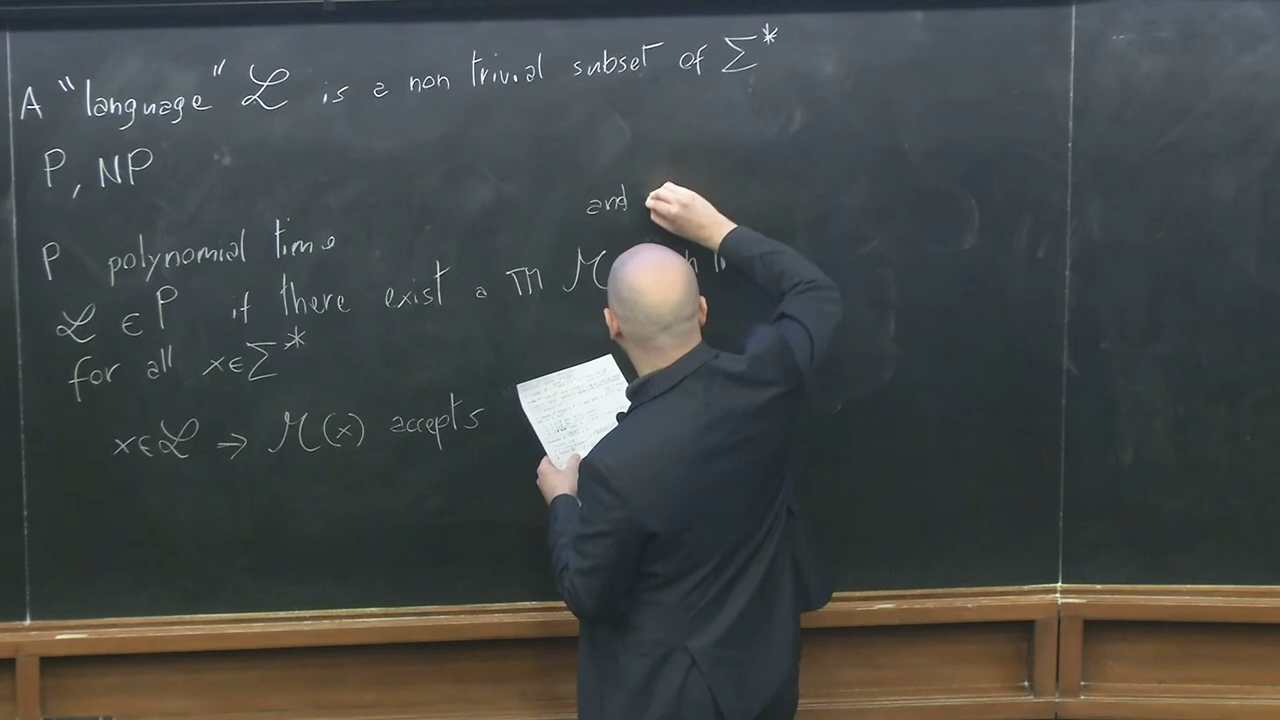 A "language" ℒ is a non trivial subset of Σ*
P, NP
and
P polynomial time
ℒ ∈ P if there exist a TM ℳ
for all x∈Σ*
x∈ℒ ⇒ ℳ(x) accepts